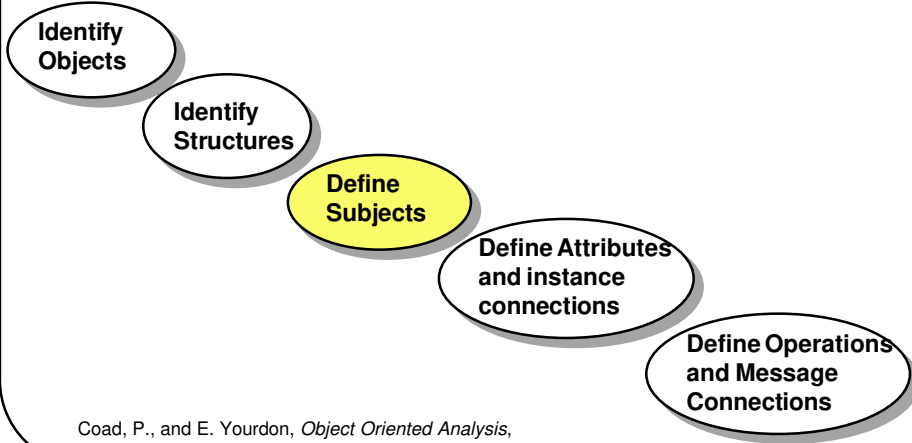 Identify
Objects
Identify
Structures
Define
Subjects
Define Attributes
and instance
connections
Define Operations
and Message
Connections
Coad, P., and E. Yourdon, Object Oriented Analysis,